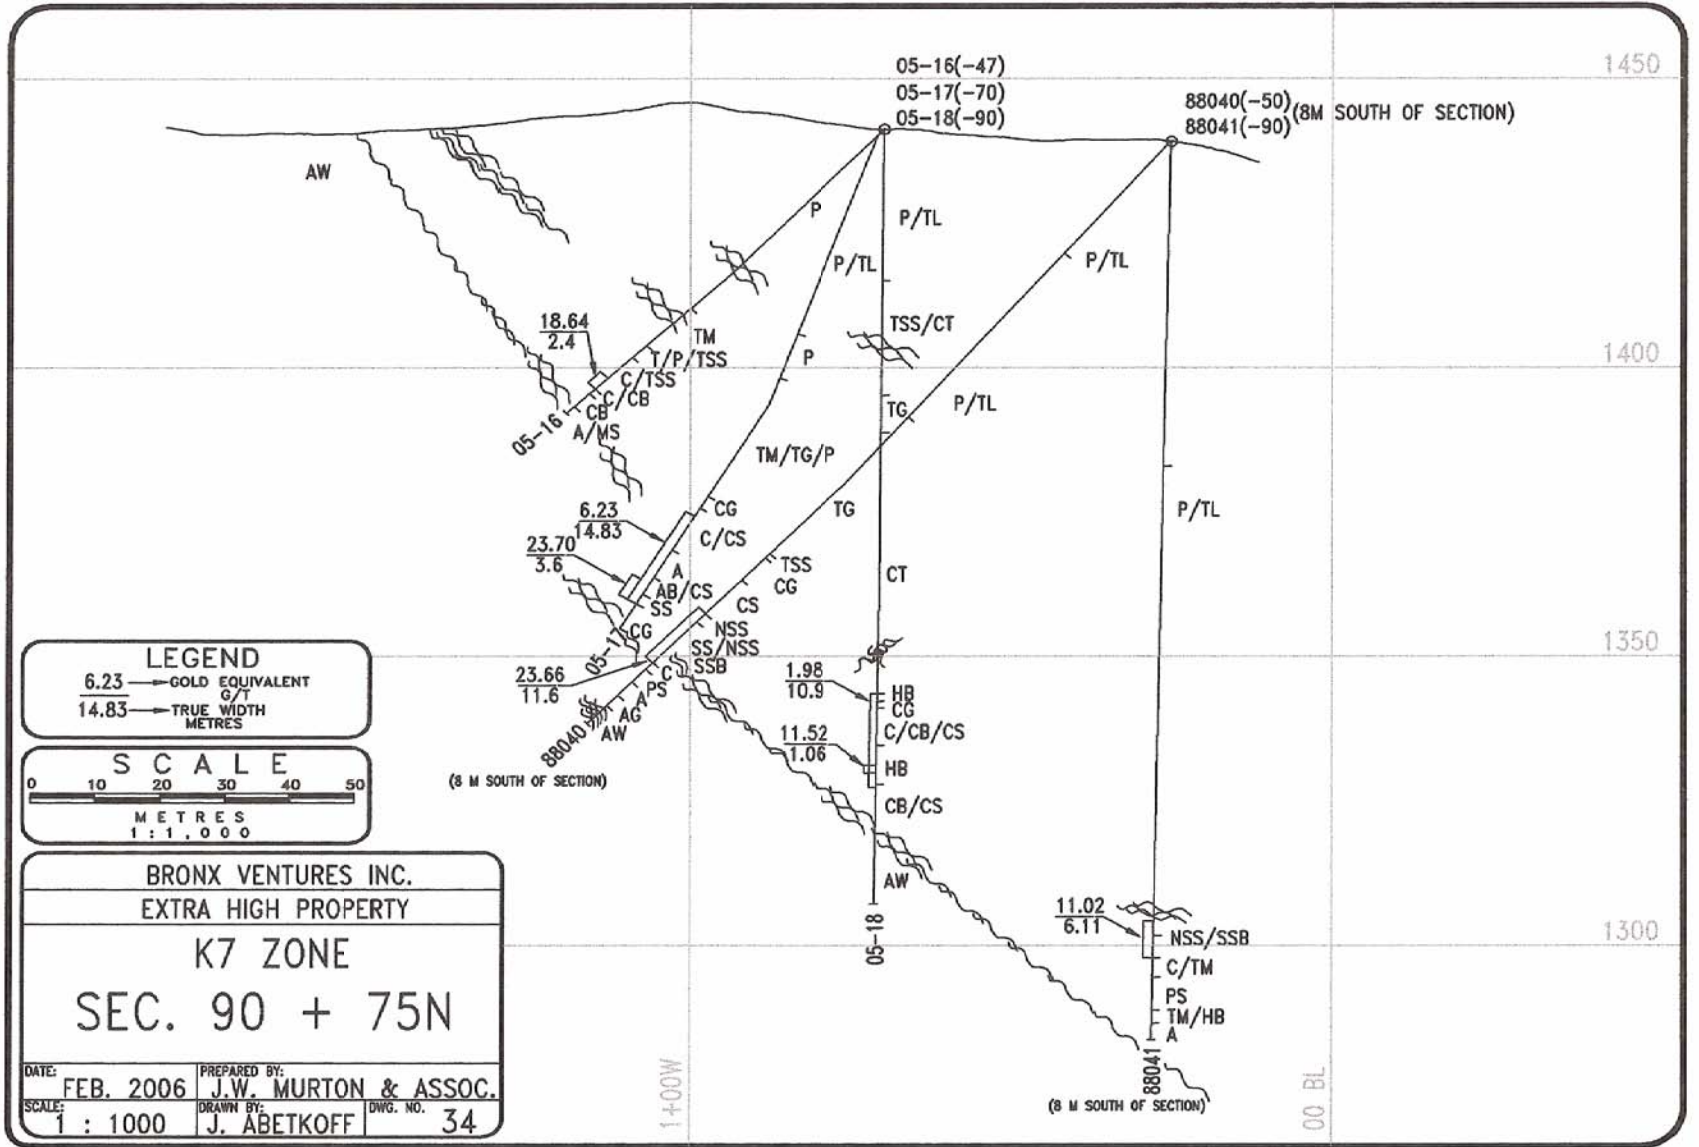 05-16(-47)
05-17(-70)
05-18(-90)
88040(-50)
88041(-90)
(8M SOUTH OF SECTION)
1450
AW
P
P/TL
P/TL
P/TL
18.64
2.4
TM
T/P/TSS
C/TSS
C/CB
CB
A/MS
05-16
P
TSS/CT
1400
TG
P/TL
TM/TG/P
TG
P/TL
6.23
14.83
CG
C/CS
23.70
3.6
A
AB/CS
SS
CG
05-17
TSS
CG
CS
CT
NSS
SS/NSS
SSB
C
PS
A
AG
AW
23.66
11.6
88040
(8 M SOUTH OF SECTION)
1350
1.98
10.9
HB
CG
C/CB/CS
11.52
1.06
HB
CB/CS
AW
05-18
11.02
6.11
NSS/SSB
C/TM
PS
TM/HB
A
88041
(8 M SOUTH OF SECTION)
1300
1+00W
00 BL
LEGEND
6.23 GOLD EQUIVALENT
G/T
14.83 TRUE WIDTH
METRES
SCALE
0 10 20 30 40 50
METRES
1:1,000
BRONX VENTURES INC.
EXTRA HIGH PROPERTY
K7 ZONE
SEC. 90 + 75N
DATE: FEB. 2006
PREPARED BY: J.W. MURTON & ASSOC.
SCALE: 1 : 1000
DRAWN BY: J. ABETKOFF
DWG. NO. 34